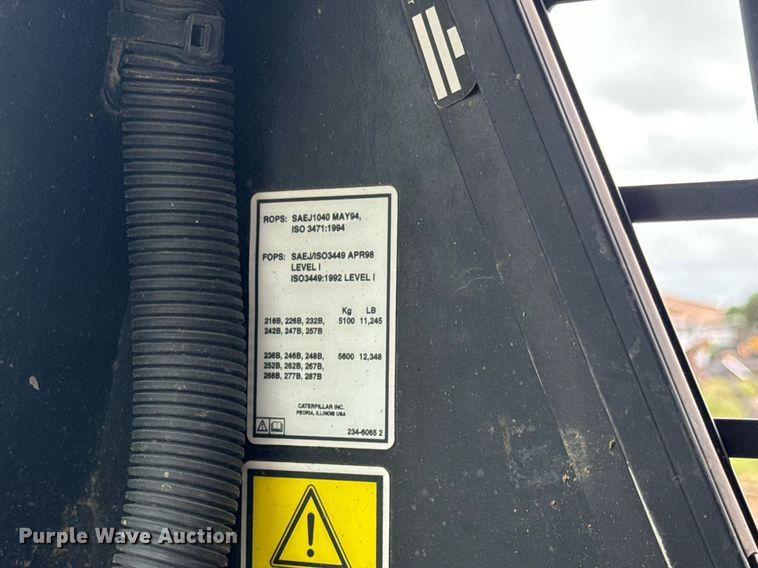 ROPS: SAEJ1040 MAY94,
ISO 3471:1994
FOPS: SAEJ/ISO3449 APR98
LEVEL I
ISO3449:1992 LEVEL I
Kg LB
216B, 226B, 232B, 5100 11,245
242B, 247B, 257B
236B, 246B, 248B, 5600 12,348
252B, 262B, 267B,
268B, 277B, 287B
CATERPILLAR INC.
PEORIA, ILLINOIS USA
234-6065 2
Purple Wave Auction